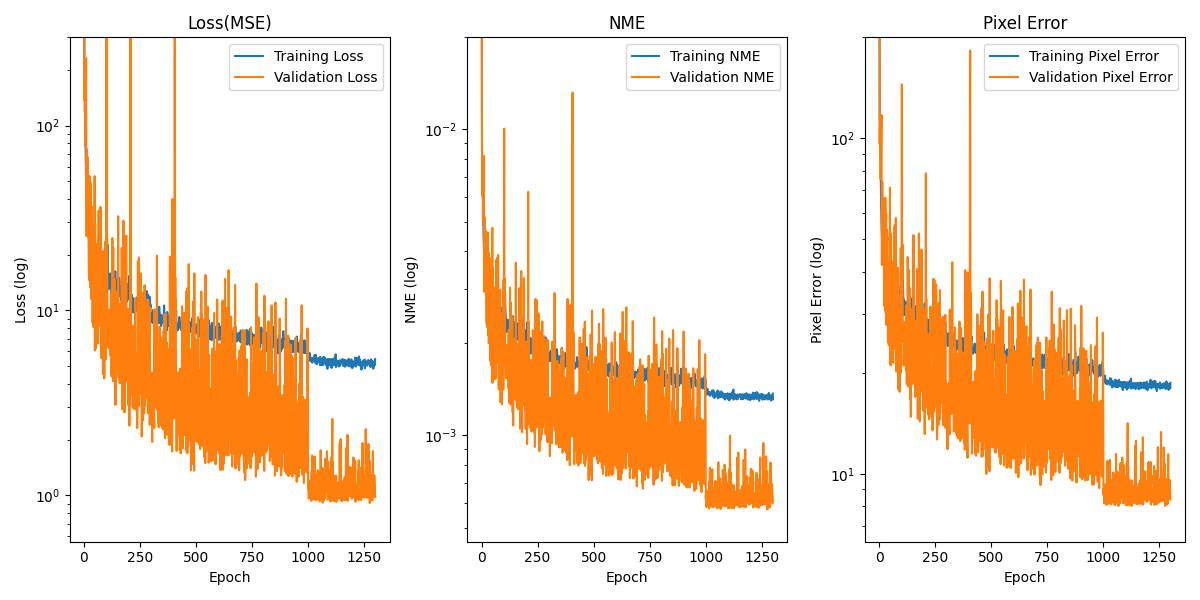 Loss(MSE)
Training Loss
Validation Loss
10²
10¹
10⁰
Loss (log)
0 250 500 750 1000 1250
Epoch
NME
Training NME
Validation NME
10⁻²
10⁻³
NME (log)
0 250 500 750 1000 1250
Epoch
Pixel Error
Training Pixel Error
Validation Pixel Error
10²
10¹
Pixel Error (log)
0 250 500 750 1000 1250
Epoch